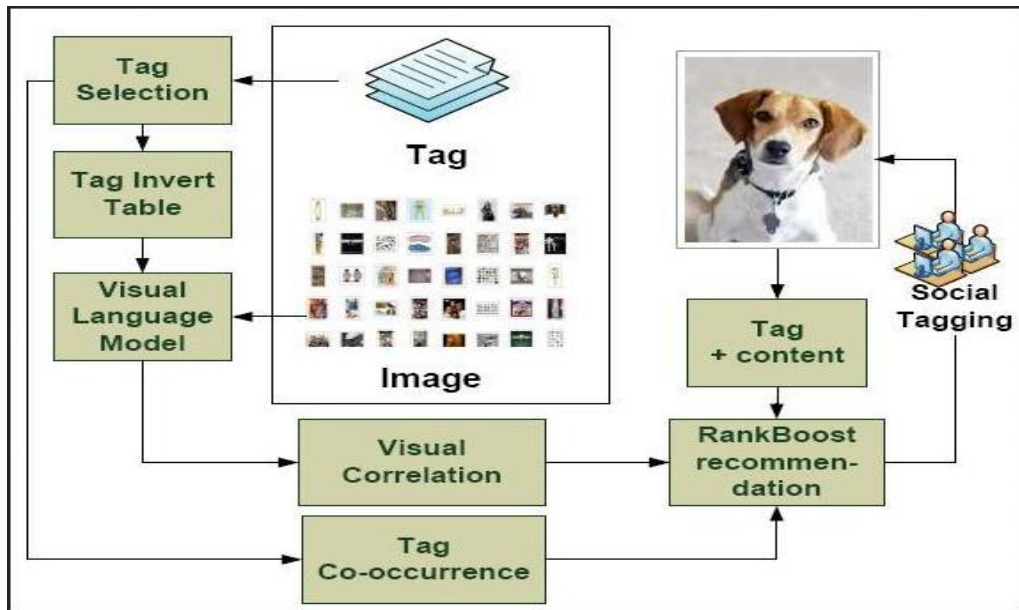 Tag
Selection
Tag Invert
Table
Visual
Language
Model
Tag
Image
Social
Tagging
Tag
+ content
Visual
Correlation
RankBoost
recommen-
dation
Tag
Co-occurrence